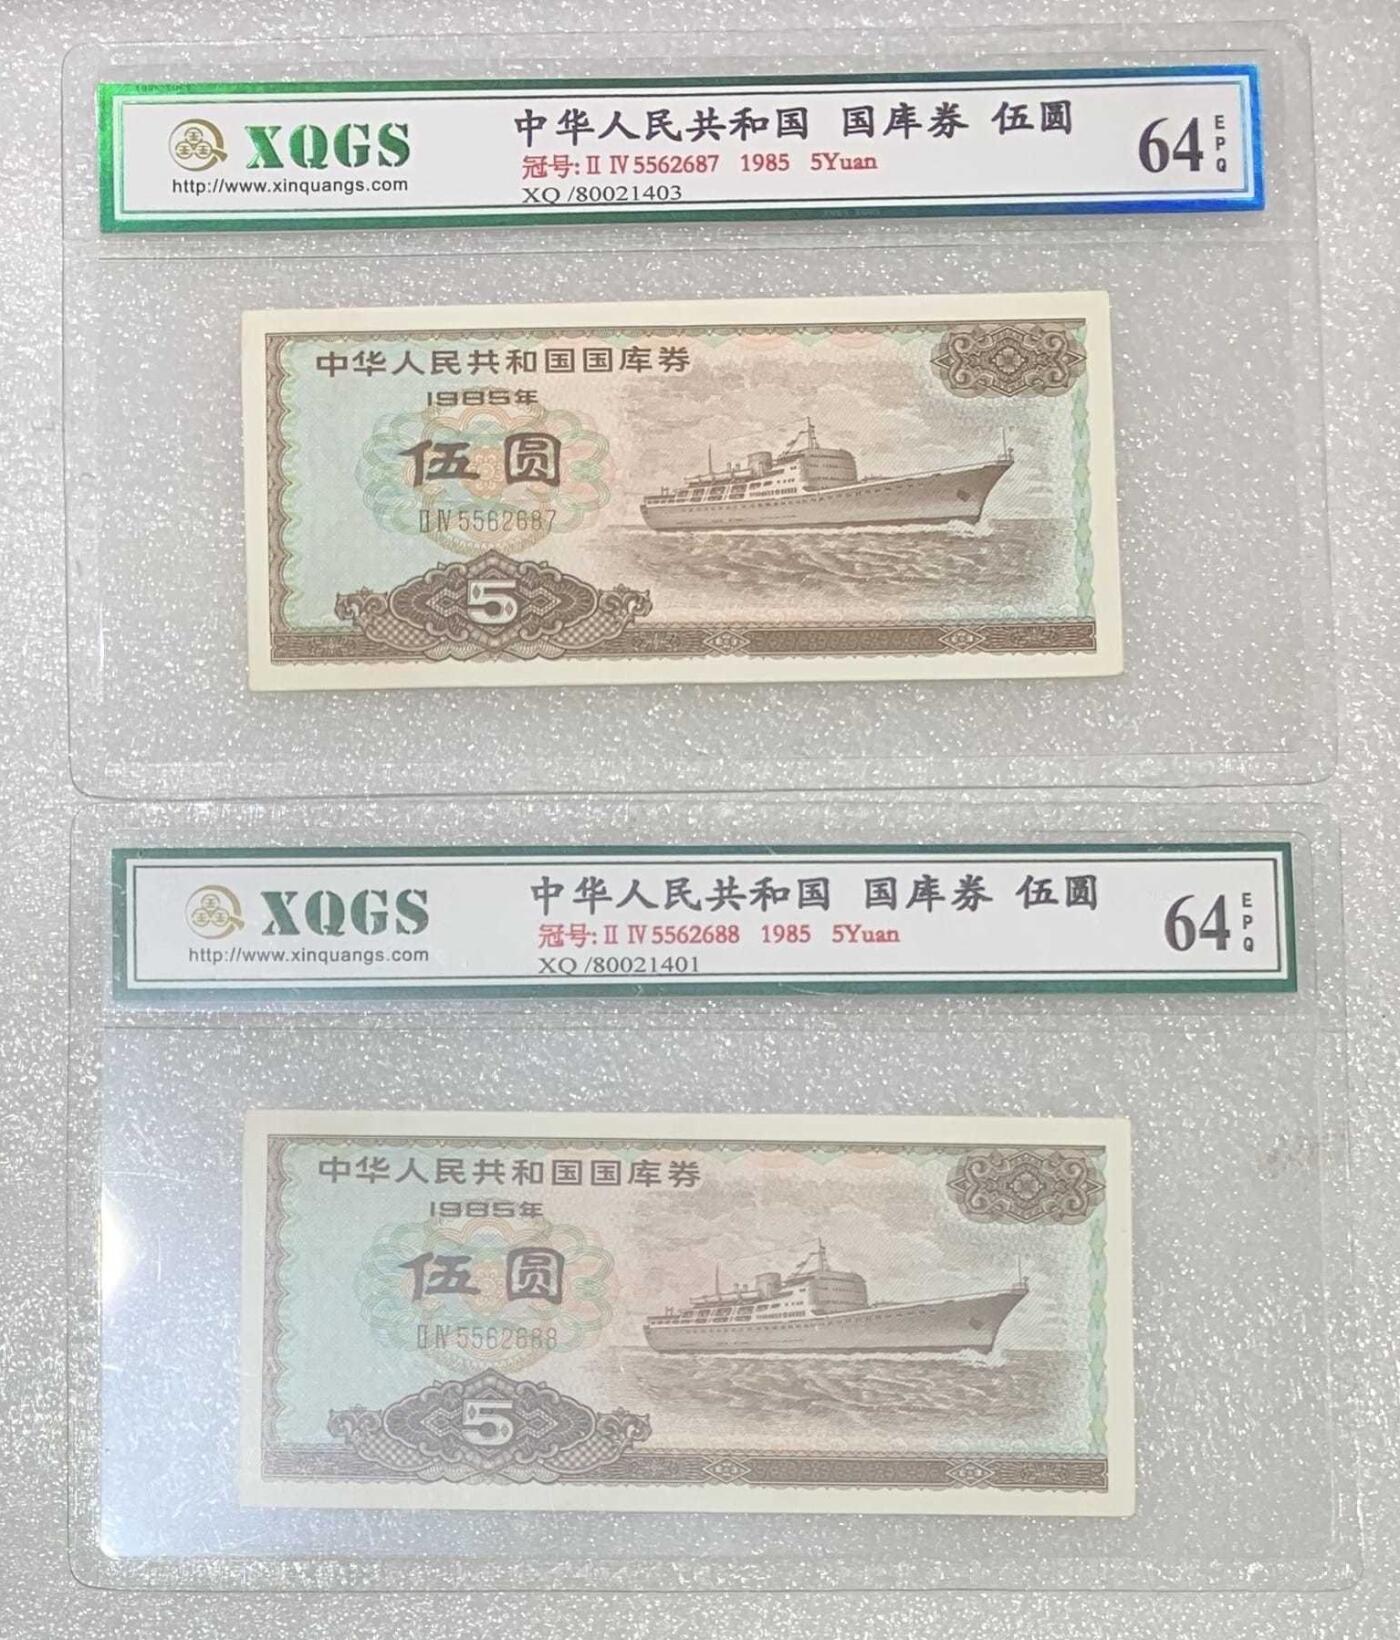 XQGS
http://www.xinquangs.com
中华人民共和国 国库券 伍圆
冠号: Ⅱ Ⅳ 5562687 1985 5Yuan
XQ /80021403
64 EPQ
中华人民共和国国库券
1985年
伍圆
Ⅱ Ⅳ 5562687
5
XQGS
http://www.xinquangs.com
中华人民共和国 国库券 伍圆
冠号: Ⅱ Ⅳ 5562688 1985 5Yuan
XQ /80021401
64 EPQ
中华人民共和国国库券
1985年
伍圆
Ⅱ Ⅳ 5562688
5